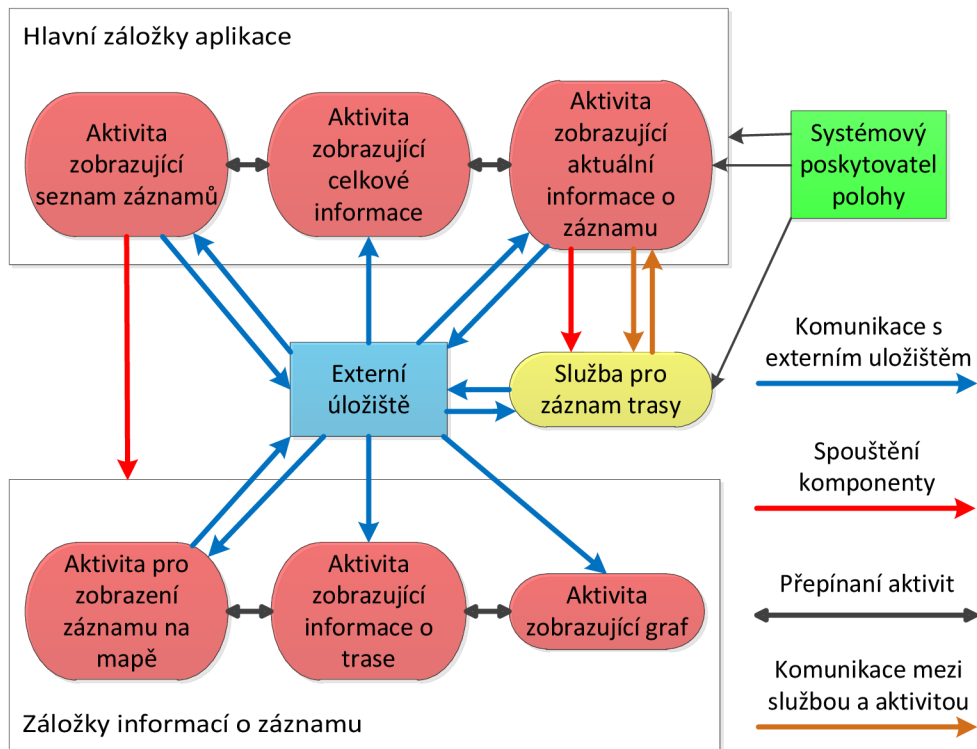 Hlavní záložky aplikace
Aktivita
zobrazující
seznam záznamů
Aktivita
zobrazující
celkové
informace
Aktivita
zobrazující
aktuální
informace o
záznamu
Systémový
poskytovatel
polohy
Externí
úložiště
Služba pro
záznam trasy
Komunikace s
externím uložištěm
Spouštění
komponenty
Přepínaní aktivit
Komunikace mezi
službou a aktivitou
Aktivita pro
zobrazení
záznamu na
mapě
Aktivita
zobrazující
informace o
trase
Aktivita
zobrazující graf
Záložky informací o záznamu